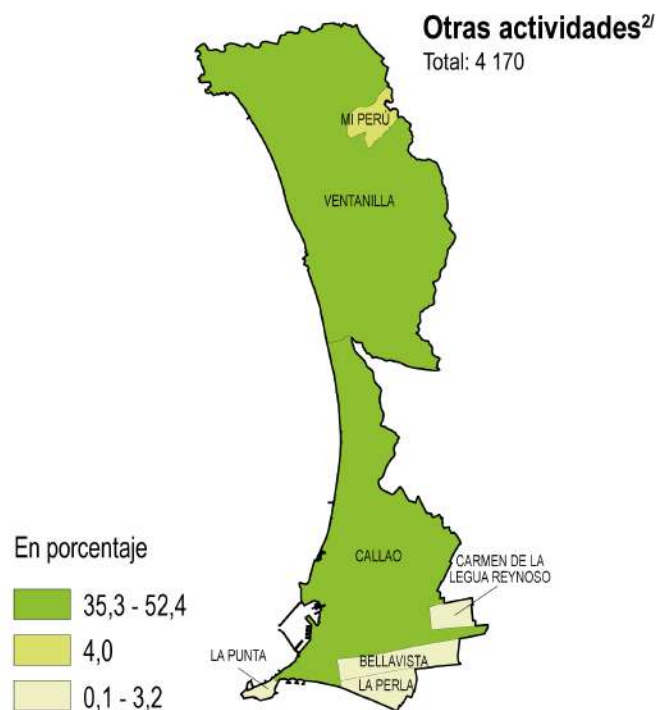 Otras actividades2/
Total: 4 170
MI PERÚ
VENTANILLA
CALLAO
CARMEN DE LA
LEGUA REYNOSO
LA PUNTA
BELLAVISTA
LA PERLA
En porcentaje
35,3 - 52,4
4,0
0,1 - 3,2